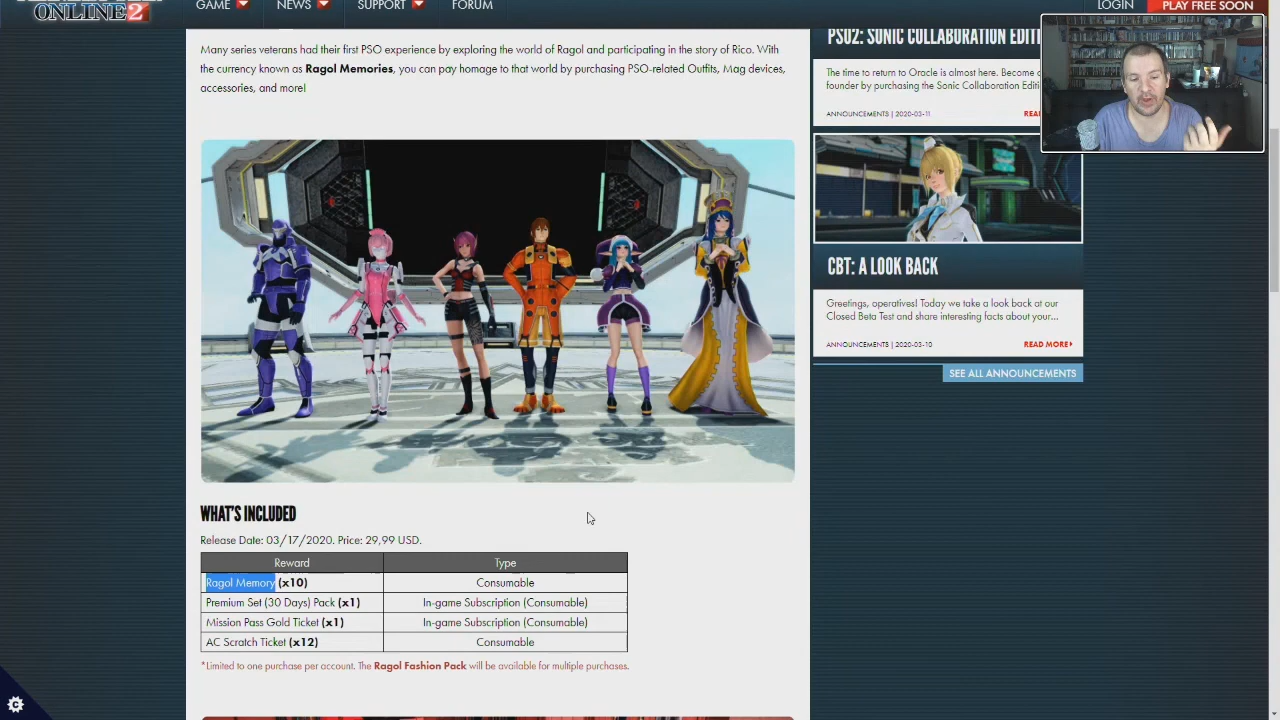 ONLINE 2
GAME
NEWS
SUPPORT
FORUM
LOGIN
PLAY FREE SOON
Many series veterans had their first PSO experience by exploring the world of Ragol and participating in the story of Rico. With
the currency known as Ragol Memories, you can pay homage to that world by purchasing PSO-related Outfits, Mag devices,
accessories, and more!
WHAT'S INCLUDED
Release Date: 03/17/2020. Price: 29,99 USD.
Reward Type
Ragol Memory (x10) Consumable
Premium Set (30 Days) Pack (x1) In-game Subscription (Consumable)
Mission Pass Gold Ticket (x1) In-game Subscription (Consumable)
AC Scratch Ticket (x12) Consumable
*Limited to one purchase per account. The Ragol Fashion Pack will be available for multiple purchases.
PSO2: SONIC COLLABORATION EDITI
The time to return to Oracle is almost here. Become
founder by purchasing the Sonic Collaboration Editi
ANNOUNCEMENTS | 2020-03-11 REA
CBT: A LOOK BACK
Greetings, operatives! Today we take a look back at our
Closed Beta Test and share interesting facts about your...
ANNOUNCEMENTS | 2020-03-10 READ MORE
SEE ALL ANNOUNCEMENTS